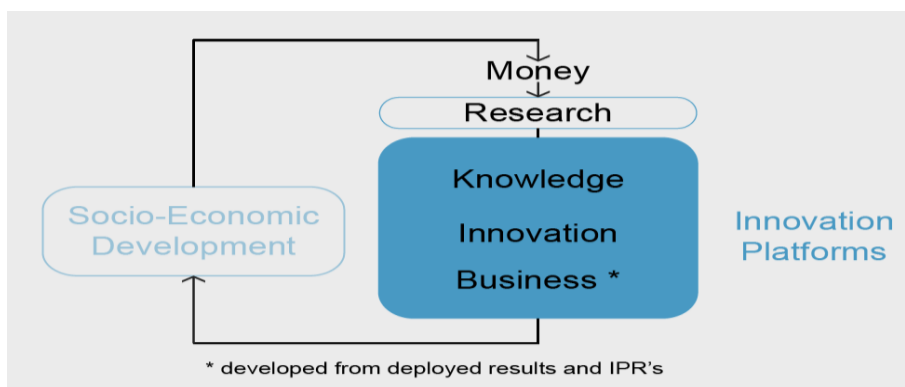 Money
Research
Knowledge
Innovation
Business *
Socio-Economic
Development
Innovation
Platforms
* developed from deployed results and IPR's